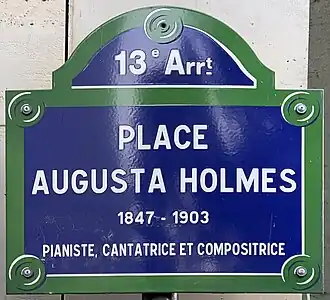 13e Arrt
PLACE
AUGUSTA HOLMES
1847 - 1903
PIANISTE, CANTATRICE ET COMPOSITRICE